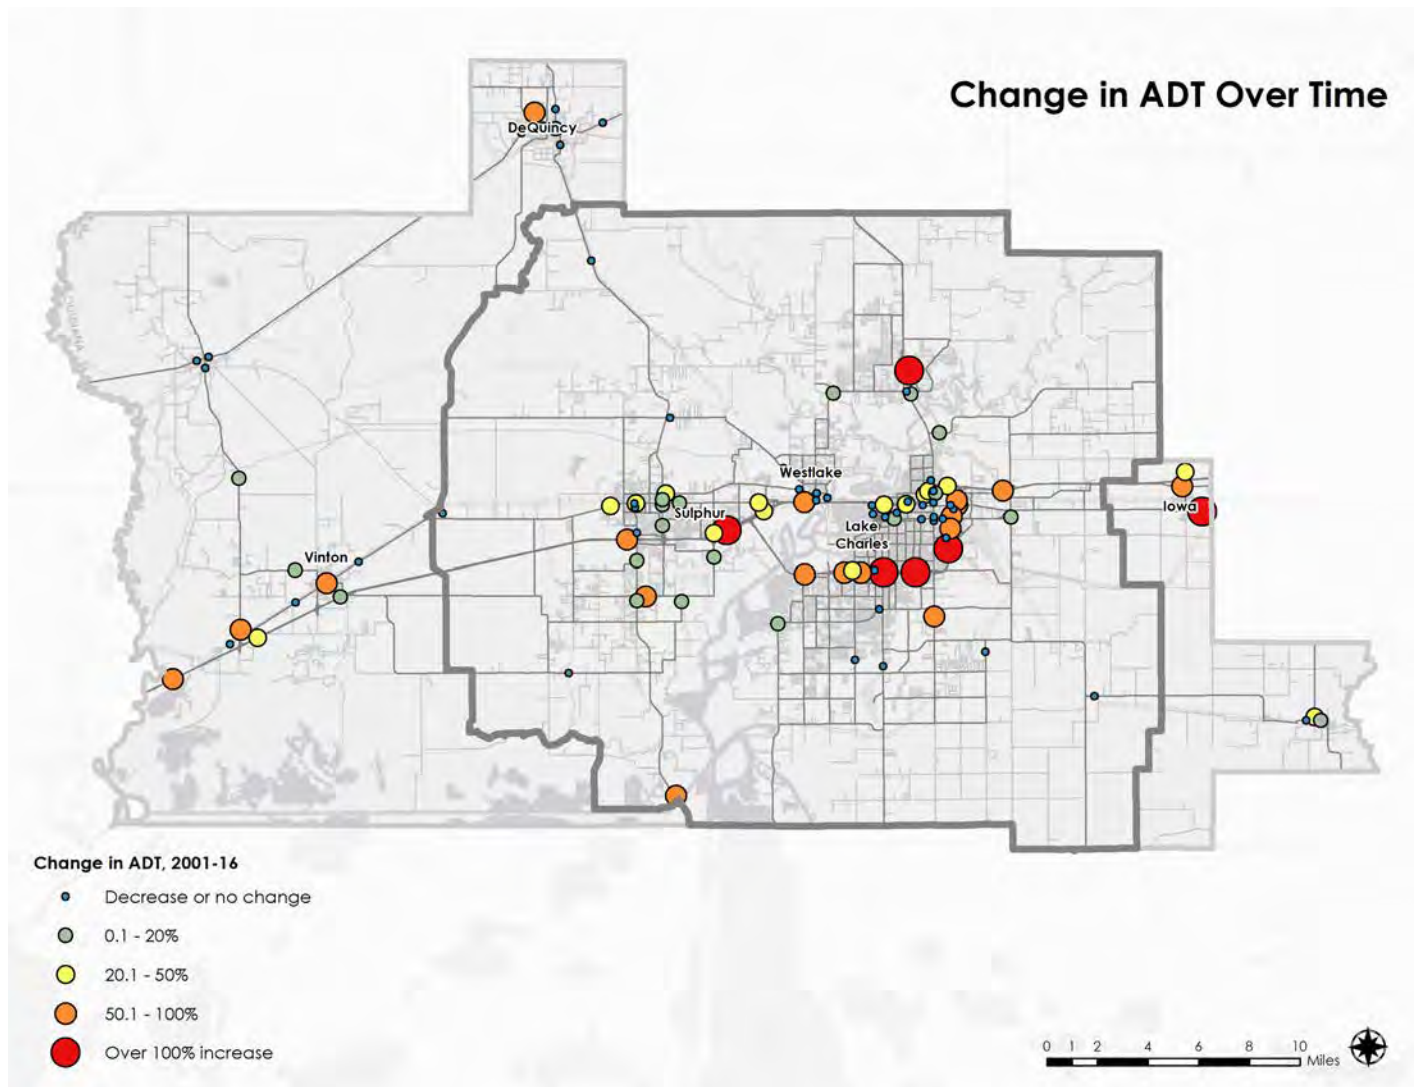 Change in ADT Over Time
DeQuincy
Westlake
Sulphur
Iowa
Lake
Charles
Vinton
Change in ADT, 2001-16
Decrease or no change
0.1 - 20%
20.1 - 50%
50.1 - 100%
Over 100% increase
0 1 2 4 6 8 10
Miles